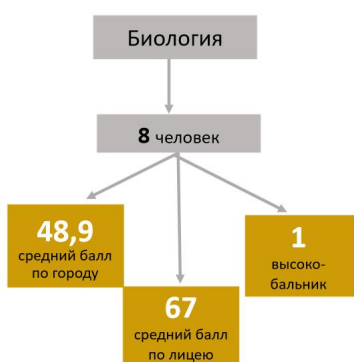 Биология
8 человек
48,9
средний балл
по городу
67
средний балл
по лицею
1
высоко-
бальник